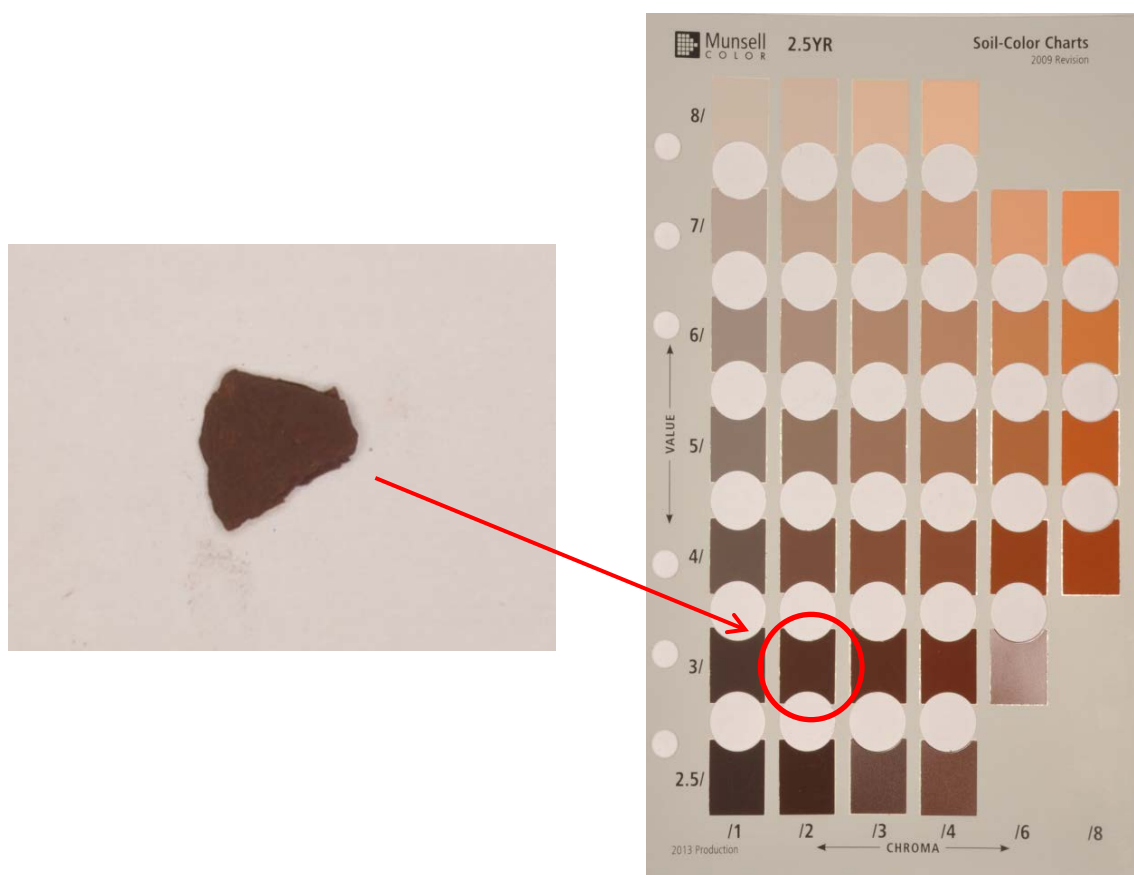 Munsell
COLOR
2.5YR
Soil-Color Charts
2009 Revision
8/
7/
6/
VALUE
5/
4/
3/
2.5/
/1 /2 /3 /4 /6 /8
CHROMA
2013 Production